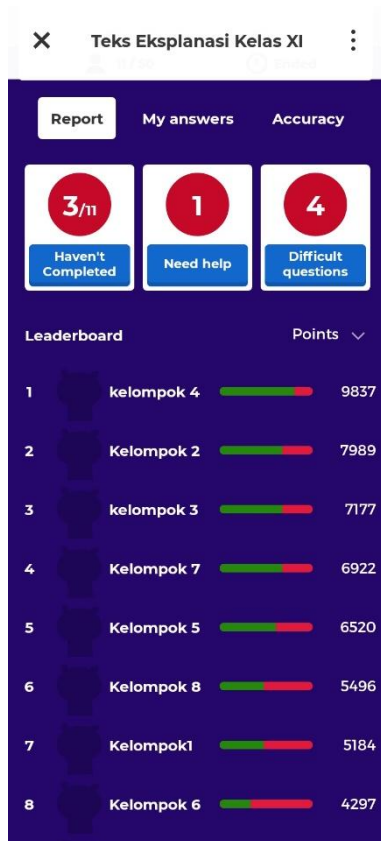 Teks Eksplanasi Kelas XI
Report My answers Accuracy
3/11 1 4
Haven't Completed Need help Difficult questions
Leaderboard Points
1 kelompok 4 9837
2 Kelompok 2 7989
3 kelompok 3 7177
4 Kelompok 7 6922
5 Kelompok 5 6520
6 Kelompok 8 5496
7 Kelompok1 5184
8 Kelompok 6 4297